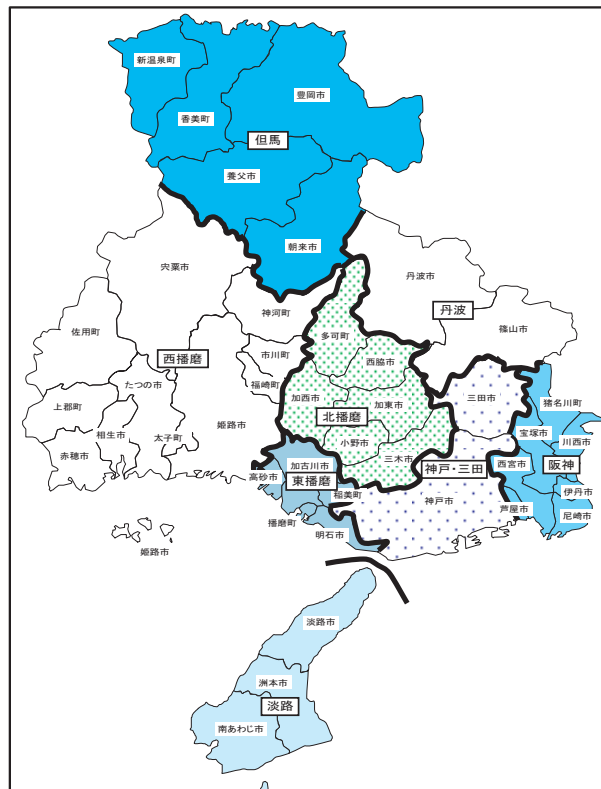 新温泉町
豊岡市
香美町
但馬
養父市
朝来市
宍粟市
丹波市
神河町
丹波
佐用町
篠山市
多可町
市川町
西播磨
西脇市
たつの市
福崎町
加西市
三田市
猪名川町
上郡町
加東市
北播磨
相生市
太子町
姫路市
宝塚市
川西市
赤穂市
小野市
三木市
加古川市
神戸・三田
西宮市
阪神
高砂市
東播磨
稲美町
神戸市
伊丹市
播磨町
芦屋市
尼崎市
明石市
姫路市
淡路市
洲本市
淡路
南あわじ市